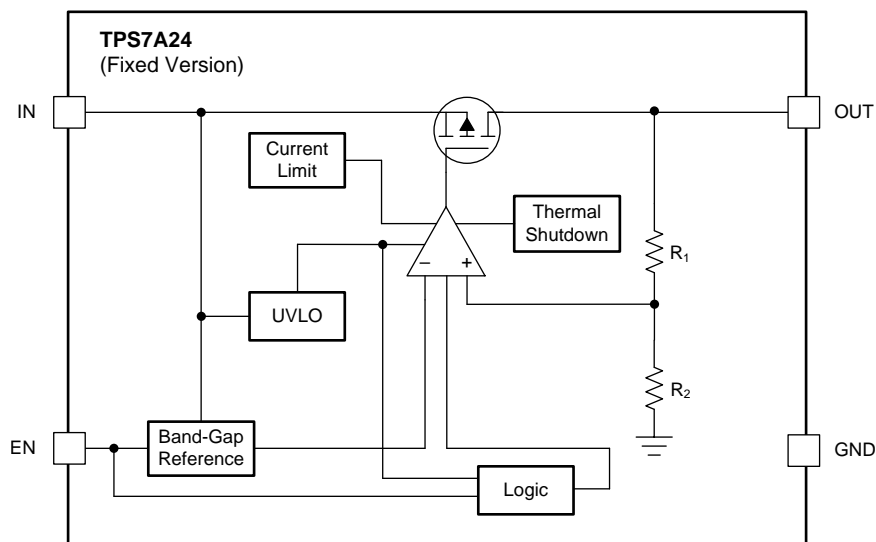 TPS7A24
(Fixed Version)
IN
OUT
Current
Limit
Thermal
Shutdown
− +
R1
UVLO
R2
EN
Band-Gap
Reference
GND
Logic